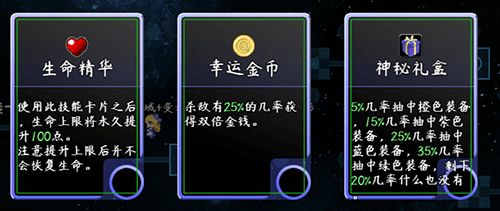 生命精华
使用此技能卡片之后
，生命上限将永久提
升100点。
注意提升上限后并不
会恢复生命。
幸运金币
杀敌有25%的几率获
得双倍金钱。
神秘礼盒
5%几率抽中橙色装备
，15%几率抽中紫色
装备，25%几率抽中
蓝色装备，35%几率
抽中绿色装备，剩下
20%几率什么也没有
。